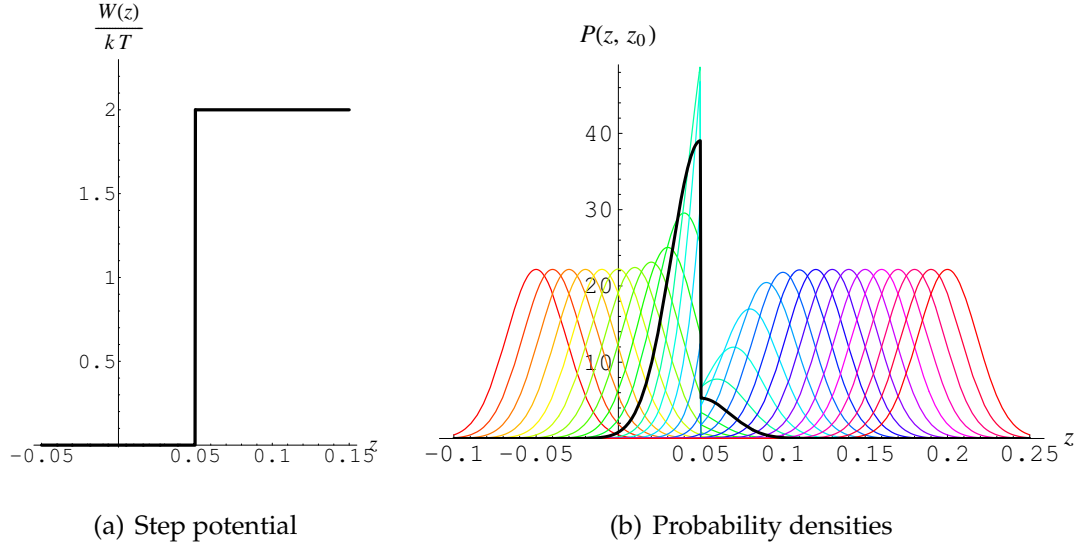 W(z)
k T
2
1.5
1
0.5
-0.05 0.05 0.1 0.15 z
(a) Step potential
P(z, z0)
40
30
20
10
-0.1 -0.05 0.05 0.1 0.15 0.2 0.25 z
(b) Probability densities